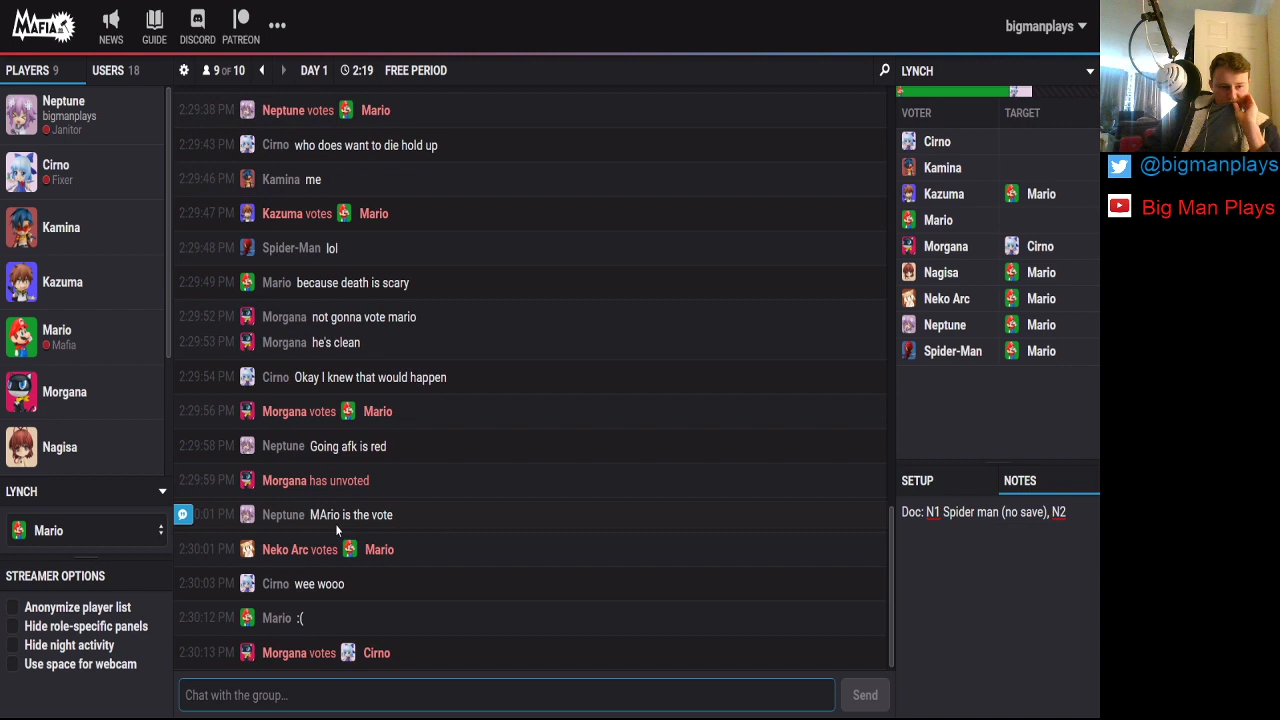 MAFIA
NEWS
GUIDE
DISCORD
PATREON
bigmanplays
PLAYERS 9
USERS 18
9 OF 10
DAY 1
2:19
FREE PERIOD
LYNCH
Neptune
bigmanplays
Janitor
Cirno
Fixer
Kamina
Kazuma
Mario
Mafia
Morgana
Nagisa
LYNCH
Mario
STREAMER OPTIONS
Anonymize player list
Hide role-specific panels
Hide night activity
Use space for webcam
2:29:38 PM Neptune votes Mario
2:29:43 PM Cirno who does want to die hold up
2:29:46 PM Kamina me
2:29:47 PM Kazuma votes Mario
2:29:48 PM Spider-Man lol
2:29:49 PM Mario because death is scary
2:29:52 PM Morgana not gonna vote mario
2:29:53 PM Morgana he's clean
2:29:54 PM Cirno Okay I knew that would happen
2:29:56 PM Morgana votes Mario
2:29:58 PM Neptune Going afk is red
2:29:59 PM Morgana has unvoted
0:01 PM Neptune MArio is the vote
2:30:01 PM Neko Arc votes Mario
2:30:03 PM Cirno wee wooo
2:30:12 PM Mario :(
2:30:13 PM Morgana votes Cirno
Chat with the group...
Send
VOTER TARGET
Cirno
Kamina
Kazuma Mario
Mario
Morgana Cirno
Nagisa Mario
Neko Arc Mario
Neptune Mario
Spider-Man Mario
SETUP
NOTES
Doc: N1 Spider man (no save), N2
@bigmanplays
Big Man Plays